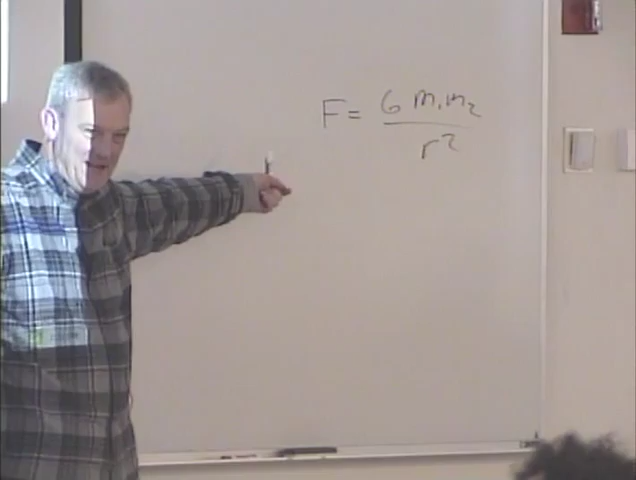 F = G m₁m₂
r²